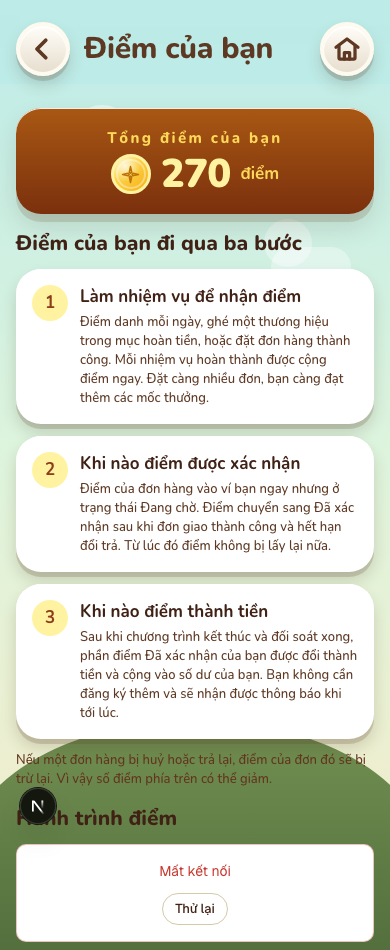 Điểm của bạn
Tổng điểm của bạn
270 điểm
Điểm của bạn đi qua ba bước
1
Làm nhiệm vụ để nhận điểm
Điểm danh mỗi ngày, ghé một thương hiệu
trong mục hoàn tiền, hoặc đặt đơn hàng thành
công. Mỗi nhiệm vụ hoàn thành được cộng
điểm ngay. Đặt càng nhiều đơn, bạn càng đạt
thêm các mốc thưởng.
2
Khi nào điểm được xác nhận
Điểm của đơn hàng vào ví bạn ngay nhưng ở
trạng thái Đang chờ. Điểm chuyển sang Đã xác
nhận sau khi đơn giao thành công và hết hạn
đổi trả. Từ lúc đó điểm không bị lấy lại nữa.
3
Khi nào điểm thành tiền
Sau khi chương trình kết thúc và đối soát xong,
phần điểm Đã xác nhận của bạn được đổi thành
tiền và cộng vào số dư của bạn. Bạn không cần
đăng ký thêm và sẽ nhận được thông báo khi
tới lúc.
Nếu một đơn hàng bị huỷ hoặc trả lại, điểm của đơn đó sẽ bị
trừ lại. Vì vậy số điểm phía trên có thể giảm.
N
trình điểm
Mất kết nối
Thử lại